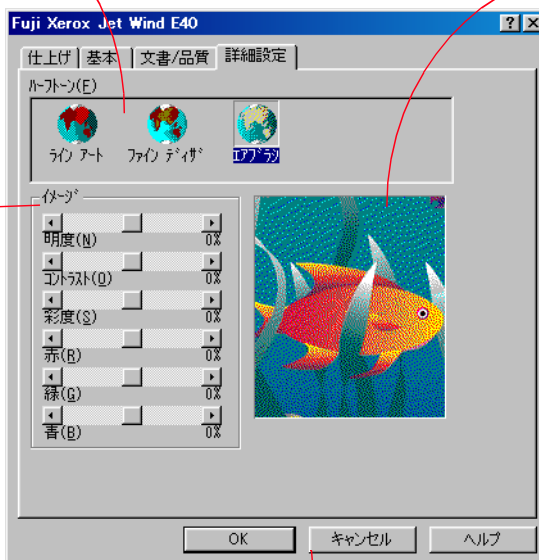 Fuji Xerox Jet Wind E40
仕上げ 基本 文書/品質 詳細設定
ﾊｰﾌﾄｰﾝ(F)
ﾗｲﾝ ｱｰﾄ ﾌｧｲﾝ ﾃﾞｨｻﾞ ｴｱﾌﾞﾗｼ
ｲﾒｰｼﾞ
明度(N) 0%
ｺﾝﾄﾗｽﾄ(O) 0%
彩度(S) 0%
赤(R) 0%
緑(G) 0%
青(B) 0%
OK キャンセル ヘルプ